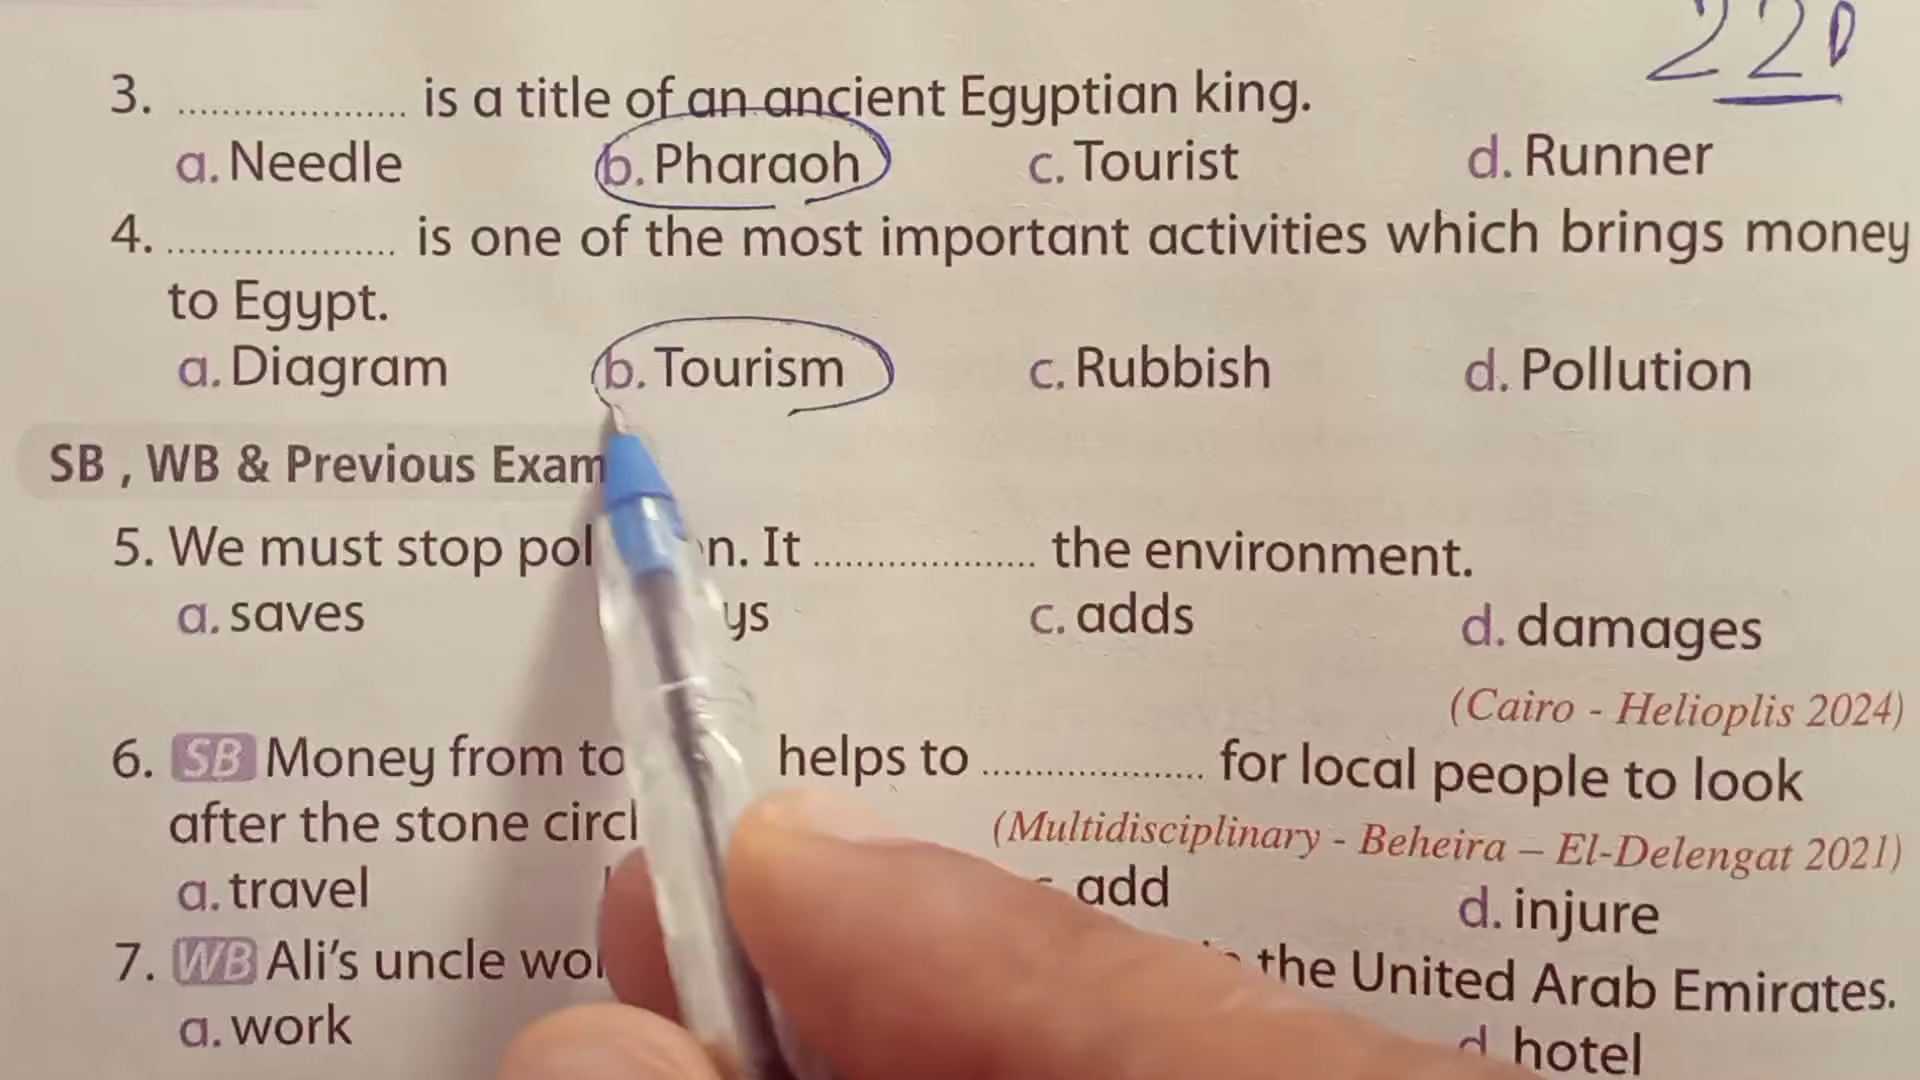 220
3. .................... is a title of an ancient Egyptian king.
a. Needle b. Pharaoh c. Tourist d. Runner
4. .................... is one of the most important activities which brings money
to Egypt.
a. Diagram b. Tourism c. Rubbish d. Pollution
SB , WB & Previous Exam
5. We must stop pol n. It .................... the environment.
a. saves ys c. adds d. damages
(Cairo - Helioplis 2024)
6. SB Money from to helps to .................... for local people to look
after the stone circl
(Multidisciplinary - Beheira – El-Delengat 2021)
a. travel add d. injure
7. WB Ali's uncle wo the United Arab Emirates.
a. work d. hotel